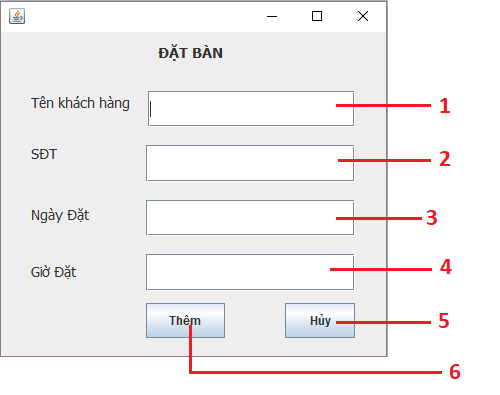 ĐẶT BÀN
Tên khách hàng
1
SĐT
2
Ngày Đặt
3
Giờ Đặt
4
Thêm
Hủy
5
6